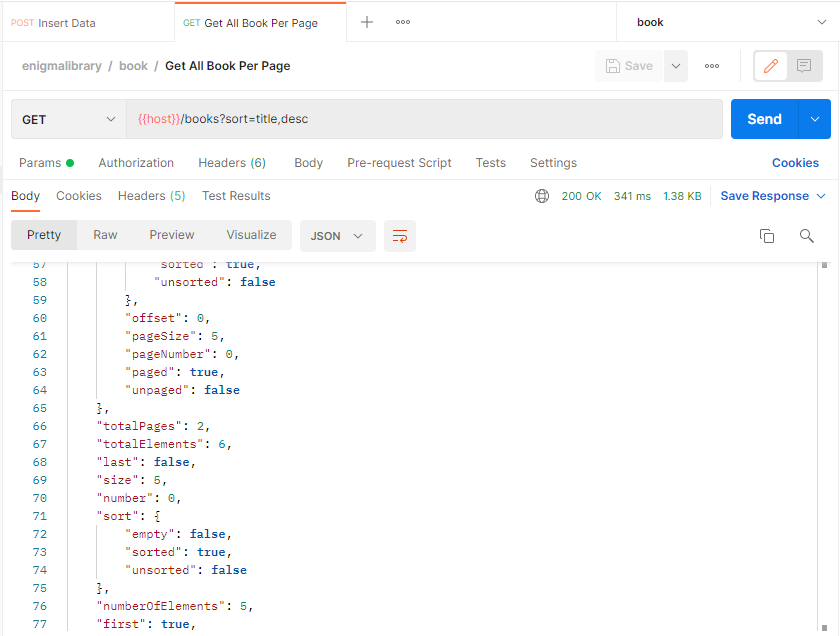 POST Insert Data
GET Get All Book Per Page
book
enigmalibrary / book / Get All Book Per Page
Save
GET
{{host}}/books?sort=title,desc
Send
Params Authorization Headers (6) Body Pre-request Script Tests Settings Cookies
Body Cookies Headers (5) Test Results 200 OK 341 ms 1.38 KB Save Response
Pretty Raw Preview Visualize JSON
57 "sorted": true,
58 "unsorted": false
59 },
60 "offset": 0,
61 "pageSize": 5,
62 "pageNumber": 0,
63 "paged": true,
64 "unpaged": false
65 },
66 "totalPages": 2,
67 "totalElements": 6,
68 "last": false,
69 "size": 5,
70 "number": 0,
71 "sort": {
72 "empty": false,
73 "sorted": true,
74 "unsorted": false
75 },
76 "numberOfElements": 5,
77 "first": true,